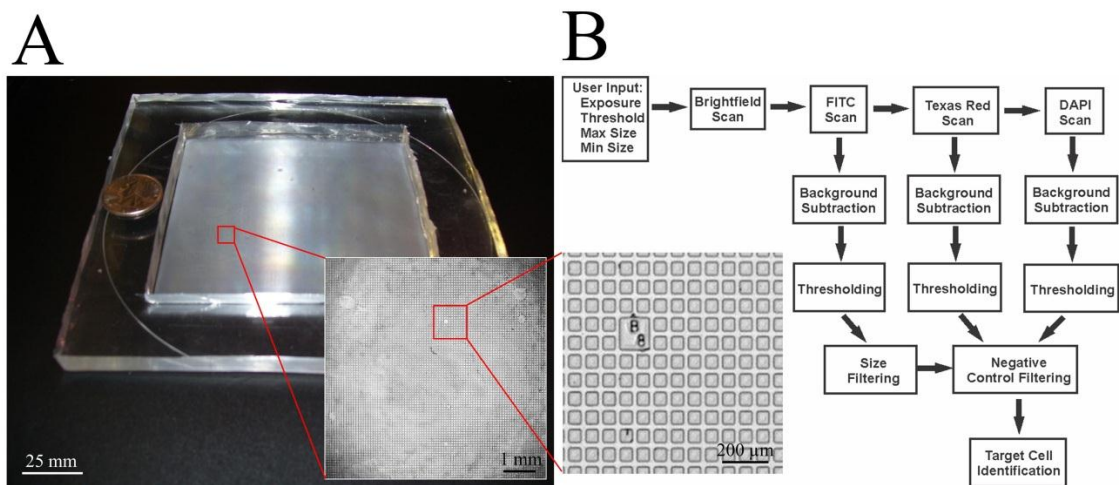 A
B
User Input:
Exposure
Threshold
Max Size
Min Size
Brightfield
Scan
FITC
Scan
Texas Red
Scan
DAPI
Scan
Background
Subtraction
Background
Subtraction
Background
Subtraction
Thresholding
Thresholding
Thresholding
Size
Filtering
Negative
Control Filtering
Target Cell
Identification
25 mm
1 mm
B
8
200 µm